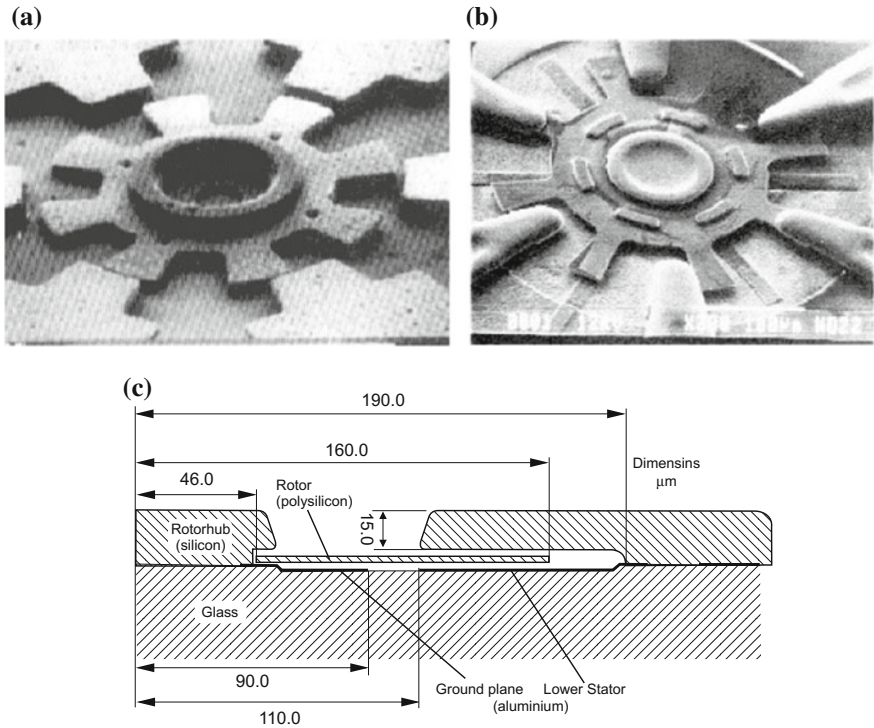 (a)
(b)
(c)
190.0
160.0
46.0
Rotor
(polysilicon)
15.0
Dimensins
μm
Rotorhub
(silicon)
Glass
90.0
Ground plane
(aluminium)
Lower Stator
110.0